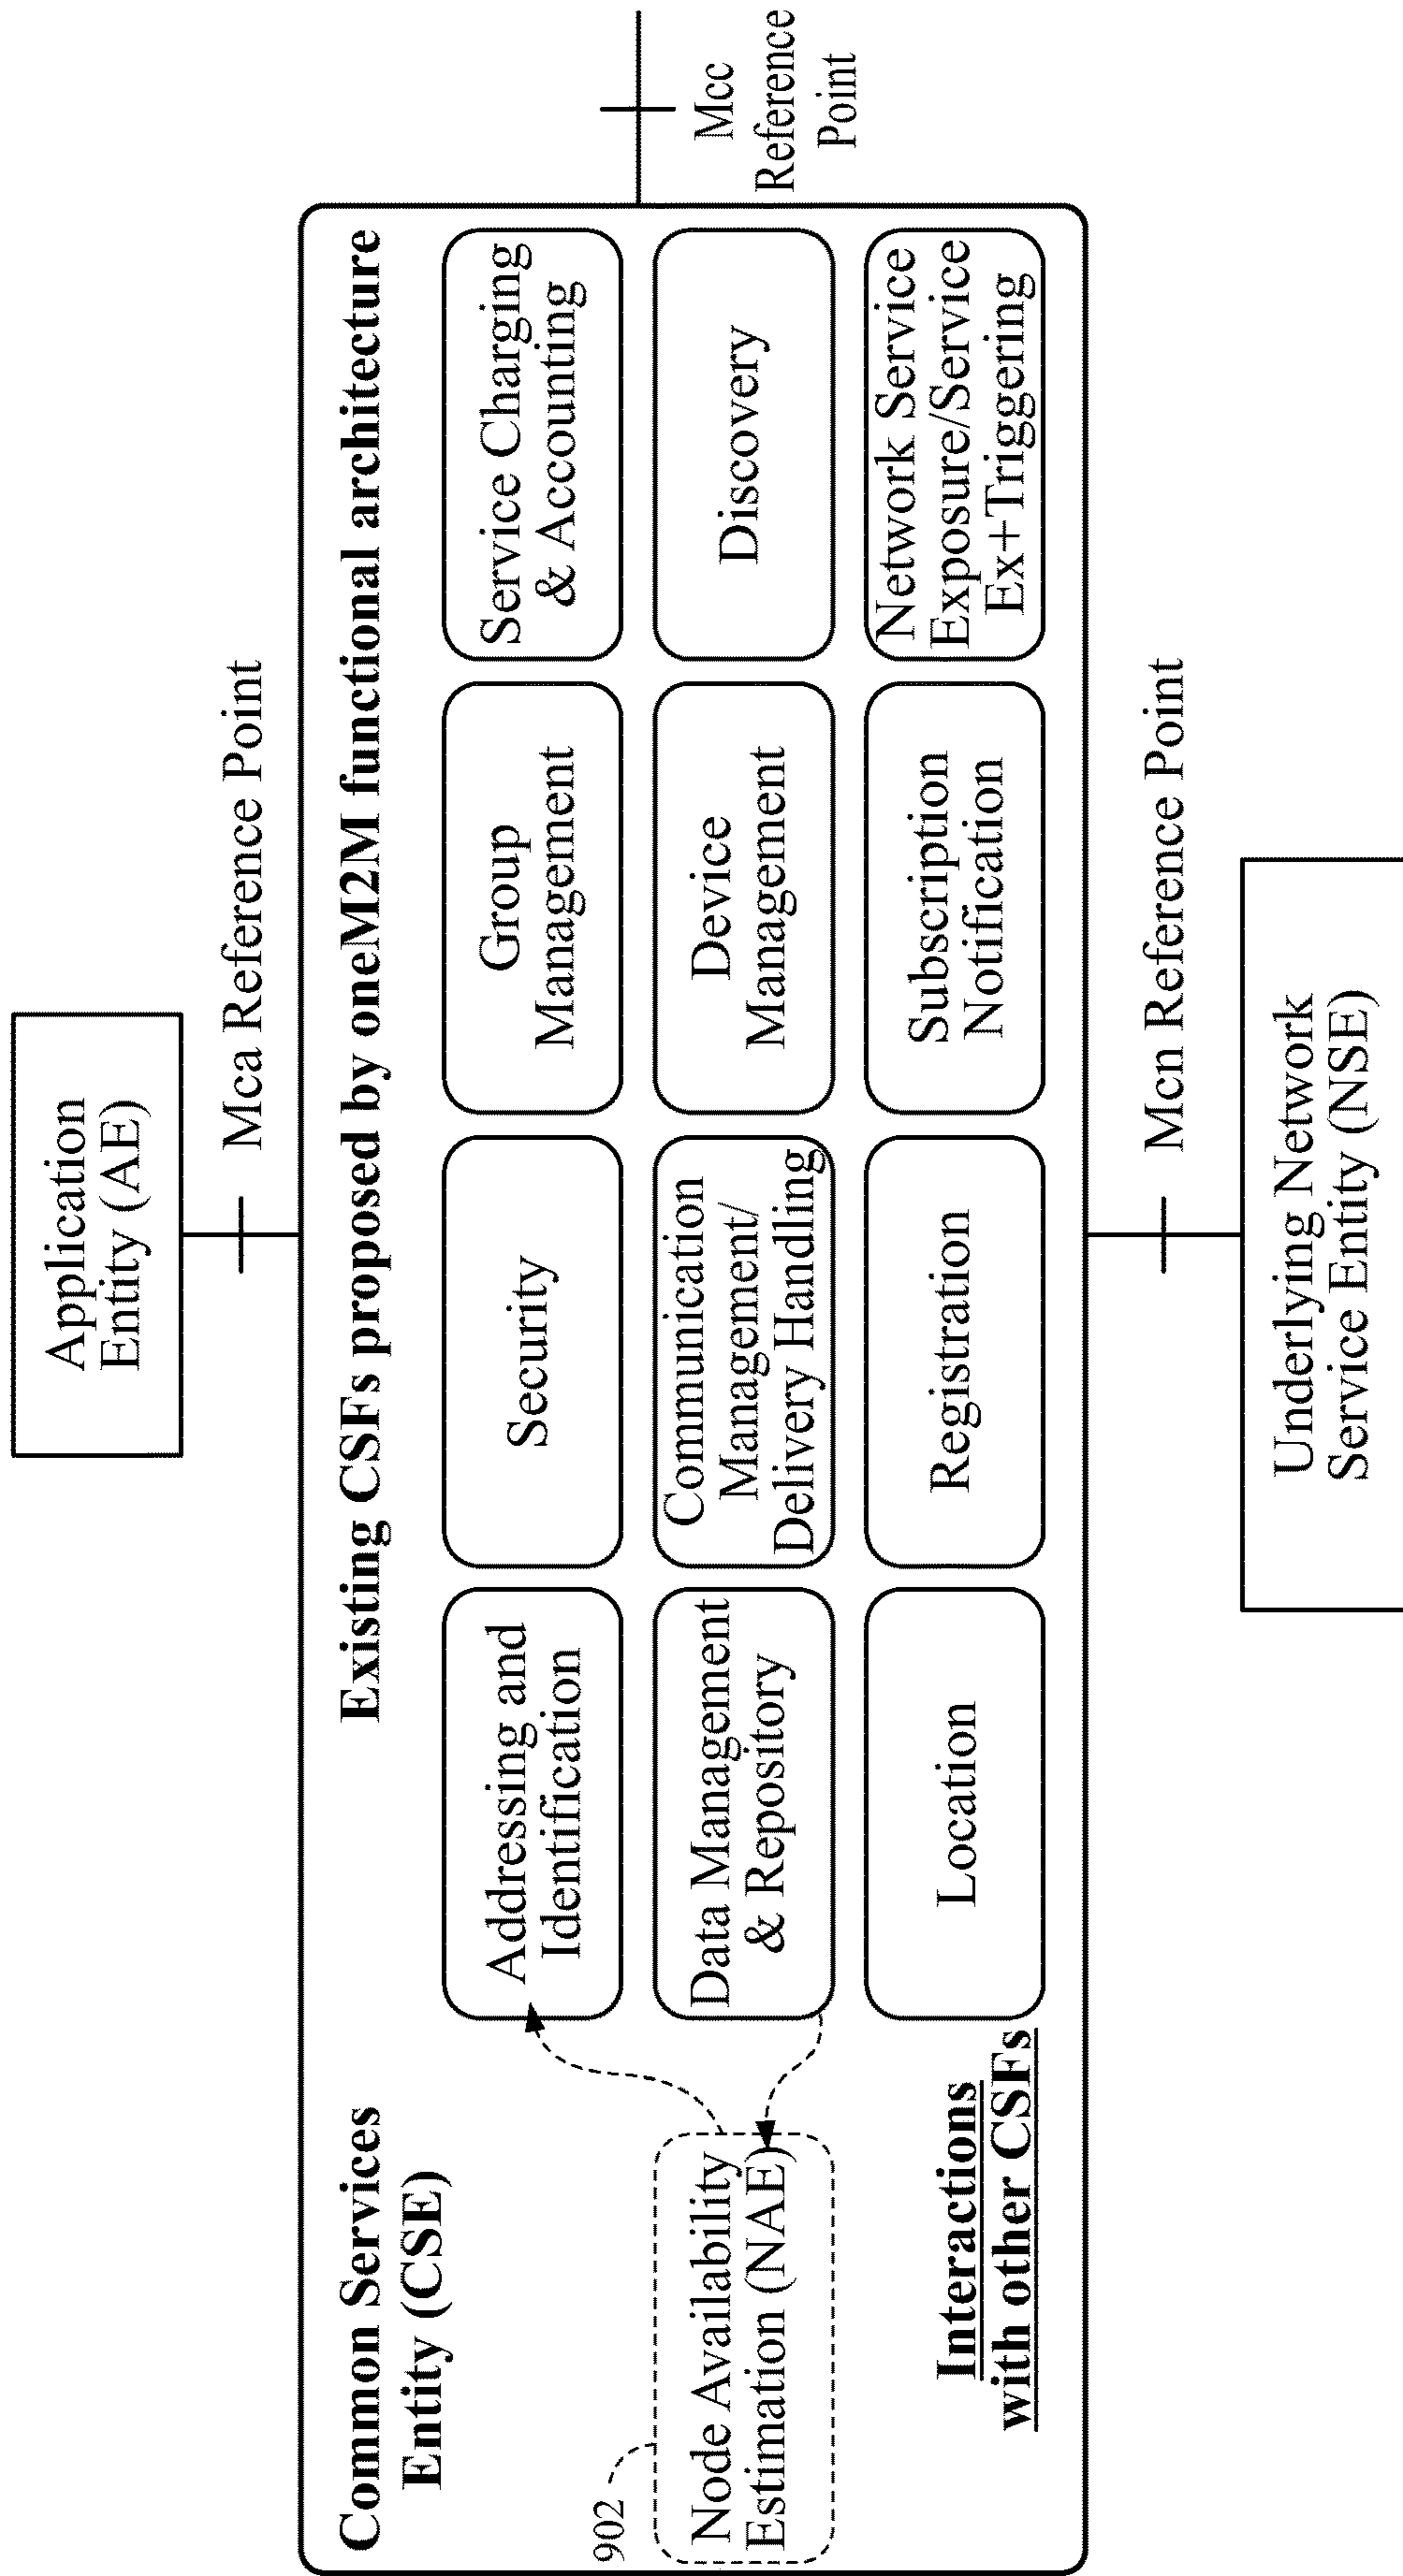 Application
Entity (AE)
Mca Reference Point
Common Services
Entity (CSE)
Existing CSFs proposed by oneM2M functional architecture
Addressing and
Identification
Security
Group
Management
Service Charging
& Accounting
902
Node Availability
Estimation (NAE)
Data Management
& Repository
Communication
Management/
Delivery Handling
Device
Management
Discovery
Mcc
Reference
Point
Interactions
with other CSFs
Location
Registration
Subscription
Notification
Network Service
Exposure/Service
Ex+Triggering
Mcn Reference Point
Underlying Network
Service Entity (NSE)